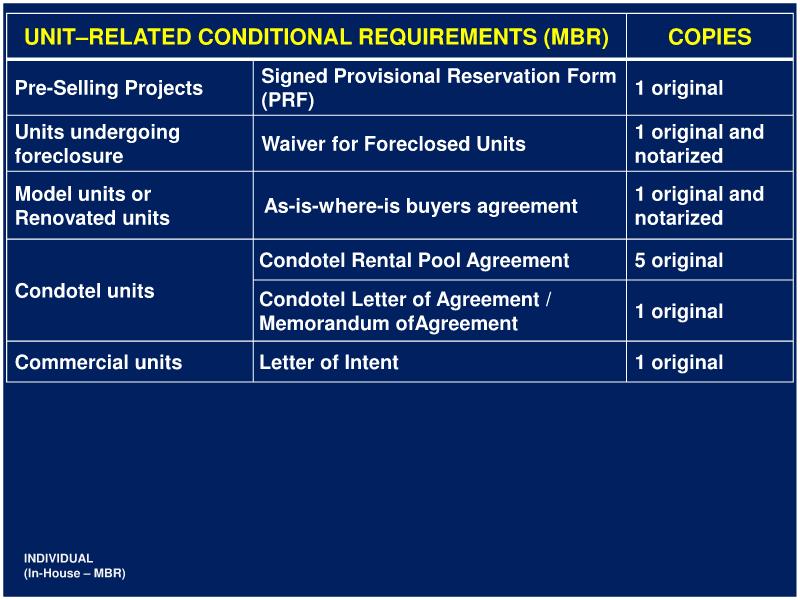 UNIT–RELATED CONDITIONAL REQUIREMENTS (MBR) COPIES
Pre-Selling Projects
Signed Provisional Reservation Form
(PRF)
1 original
Units undergoing
foreclosure
Waiver for Foreclosed Units
1 original and
notarized
Model units or
Renovated units
As-is-where-is buyers agreement
1 original and
notarized
Condotel units
Condotel Rental Pool Agreement
5 original
Condotel Letter of Agreement /
Memorandum ofAgreement
1 original
Commercial units
Letter of Intent
1 original
INDIVIDUAL
(In-House – MBR)